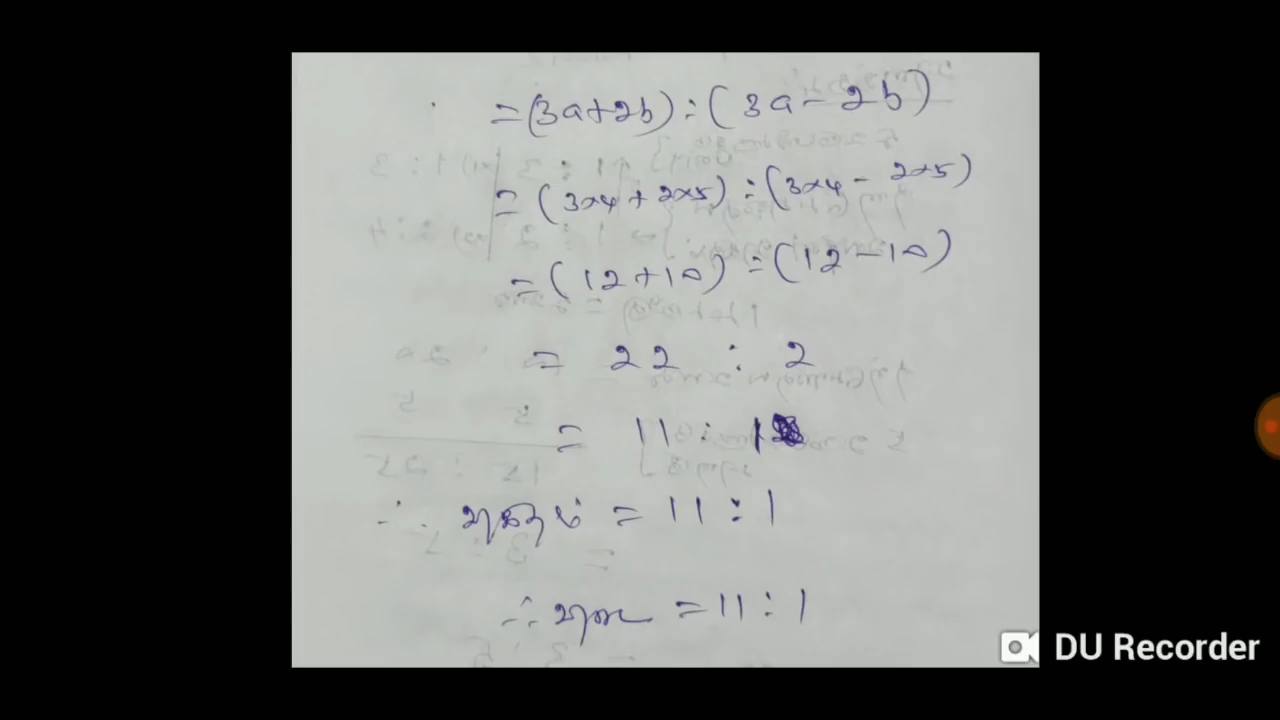 =(3a+2b):(3a-2b)
=(3×4+2×5):(3×4-2×5)
=(12+10):(12-10)
= 22 : 2
= 11 : 1
∴ = 11 : 1
∴ = 11 : 1
DU Recorder